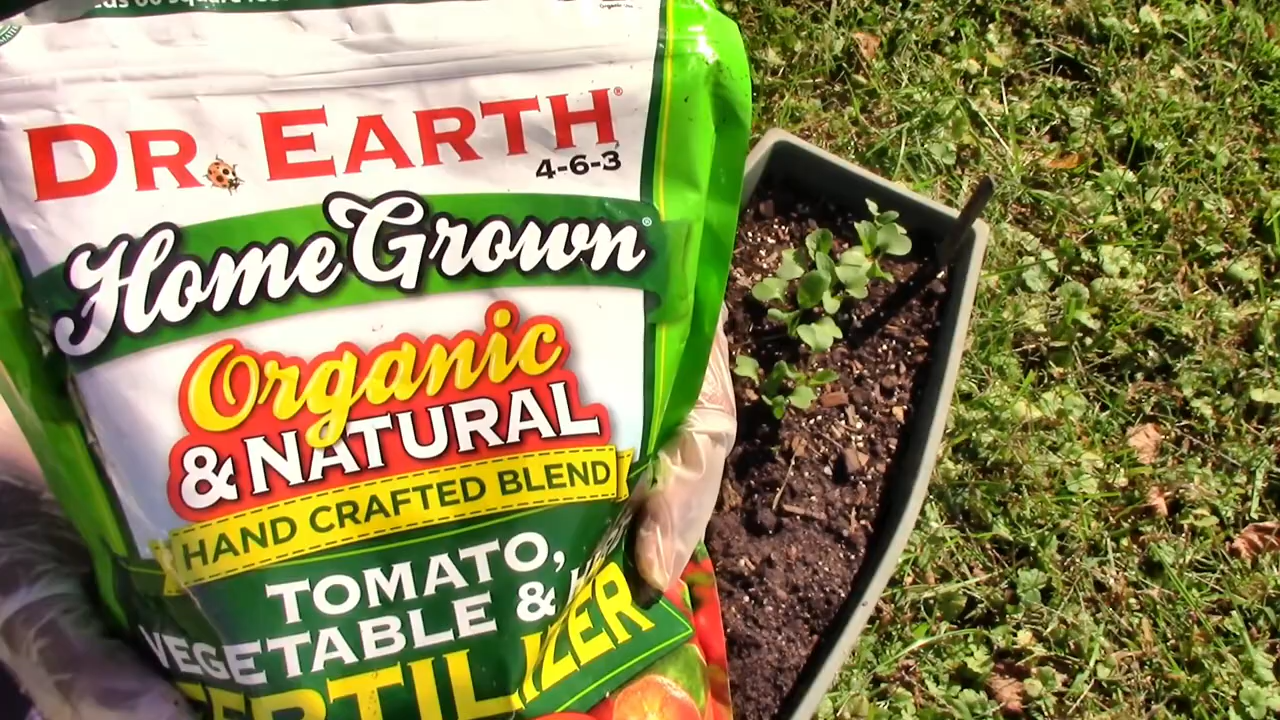 DR. EARTH®
4-6-3
Home Grown®
Organic
& NATURAL
HAND CRAFTED BLEND
TOMATO,
VEGETABLE &
FERTILIZER